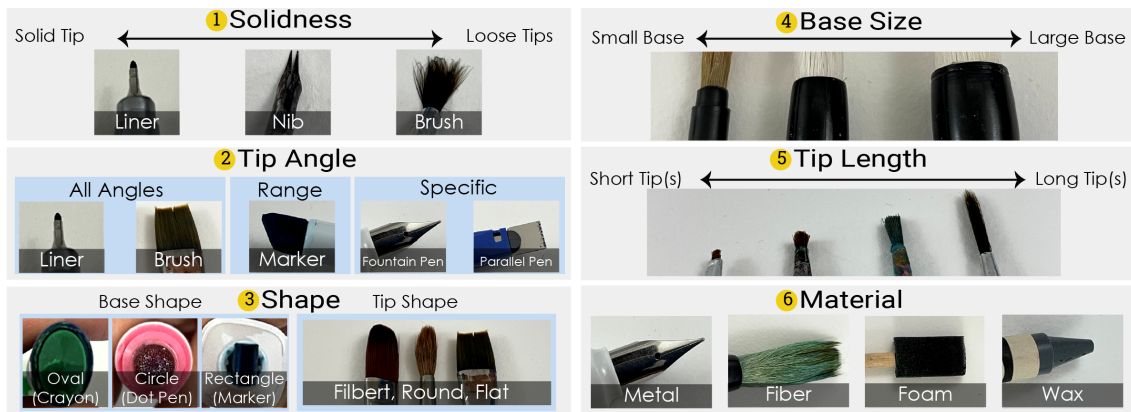 1 Solidness
Solid Tip
Loose Tips
Liner
Nib
Brush
2 Tip Angle
All Angles
Range
Specific
Liner
Brush
Marker
Fountain Pen
Parallel Pen
Base Shape
3 Shape
Tip Shape
Oval
(Crayon)
Circle
(Dot Pen)
Rectangle
(Marker)
Filbert, Round, Flat
4 Base Size
Small Base
Large Base
5 Tip Length
Short Tip(s)
Long Tip(s)
6 Material
Metal
Fiber
Foam
Wax